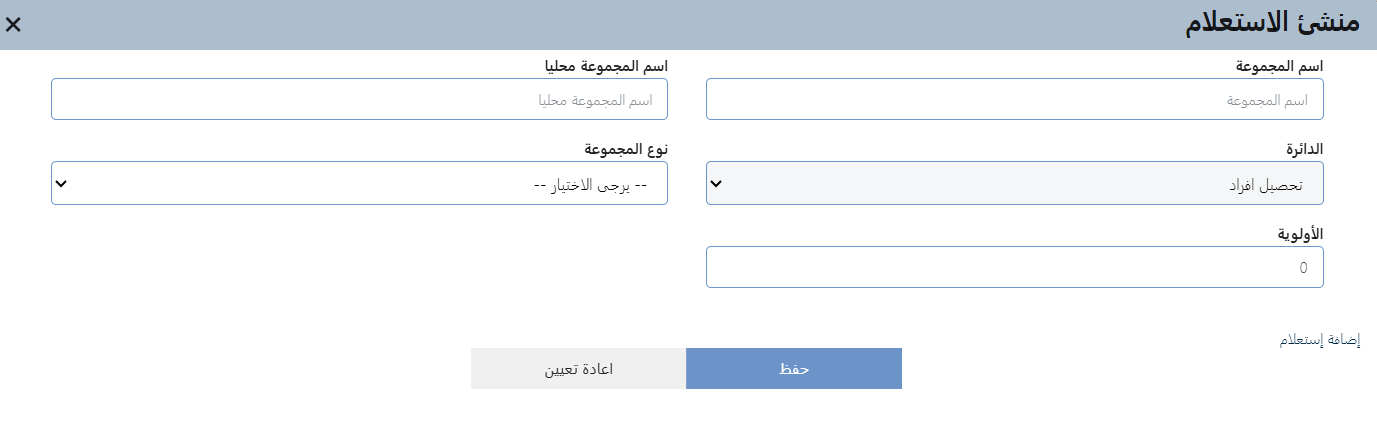 منشئ الاستعلام
اسم المجموعة
اسم المجموعة محليا
اسم المجموعة
اسم المجموعة محليا
الدائرة
نوع المجموعة
تحصيل افراد
-- يرجى الاختيار --
الأولوية
0
إضافة إستعلام
حفظ
اعادة تعيين